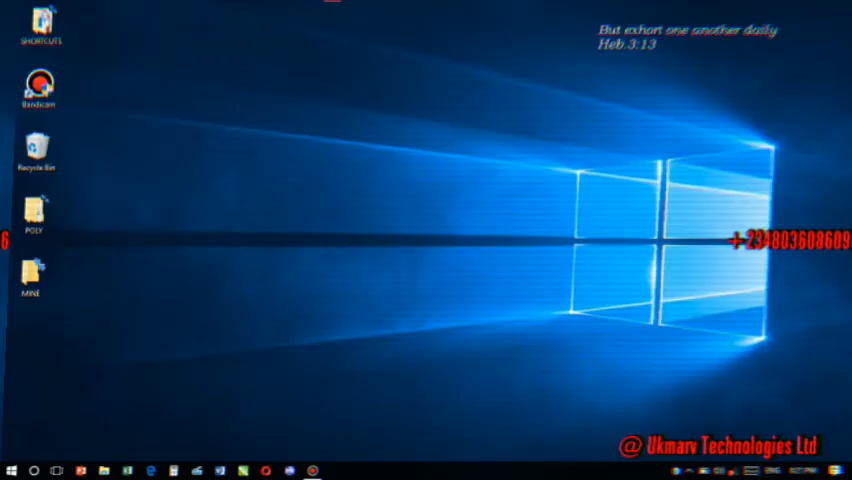 But exhort one another daily
Heb.3:13
SHORTCUTS
Bandicam
Recycle Bin
POLY
MINE
6
+234803608609
@ Ukmarv Technologies Ltd
ENG